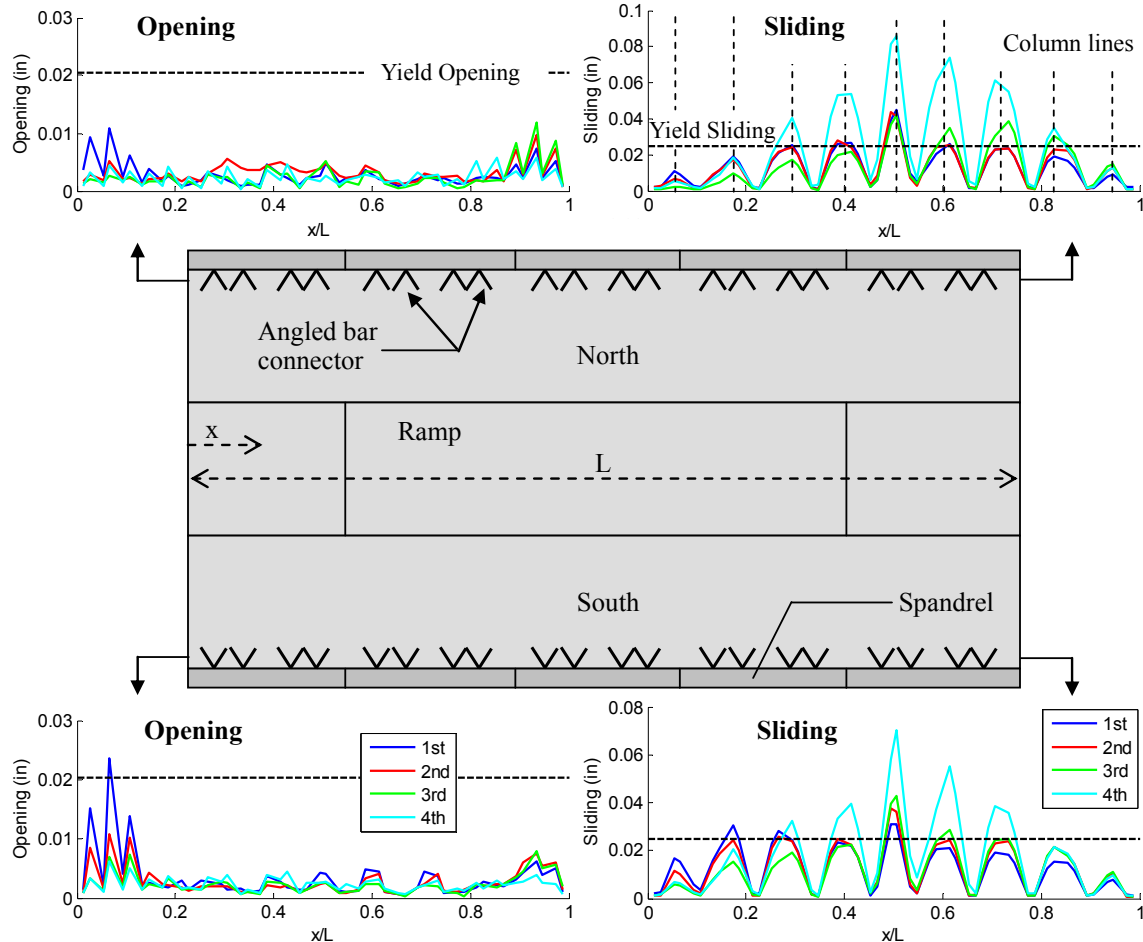 Opening
Opening (in)
0.03
0.02
0.01
0
Yield Opening
0 0.2 0.4 0.6 0.8 1
x/L
Sliding
Sliding (in)
0.1
0.08
0.06
0.04
0.02
0
Column lines
Yield Sliding
0 0.2 0.4 0.6 0.8 1
x/L
Angled bar
connector
North
x
Ramp
L
South
Spandrel
Opening
Opening (in)
0.03
0.02
0.01
0
1st
2nd
3rd
4th
0 0.2 0.4 0.6 0.8 1
x/L
Sliding
Sliding (in)
0.08
0.06
0.04
0.02
0
1st
2nd
3rd
4th
0 0.2 0.4 0.6 0.8 1
x/L